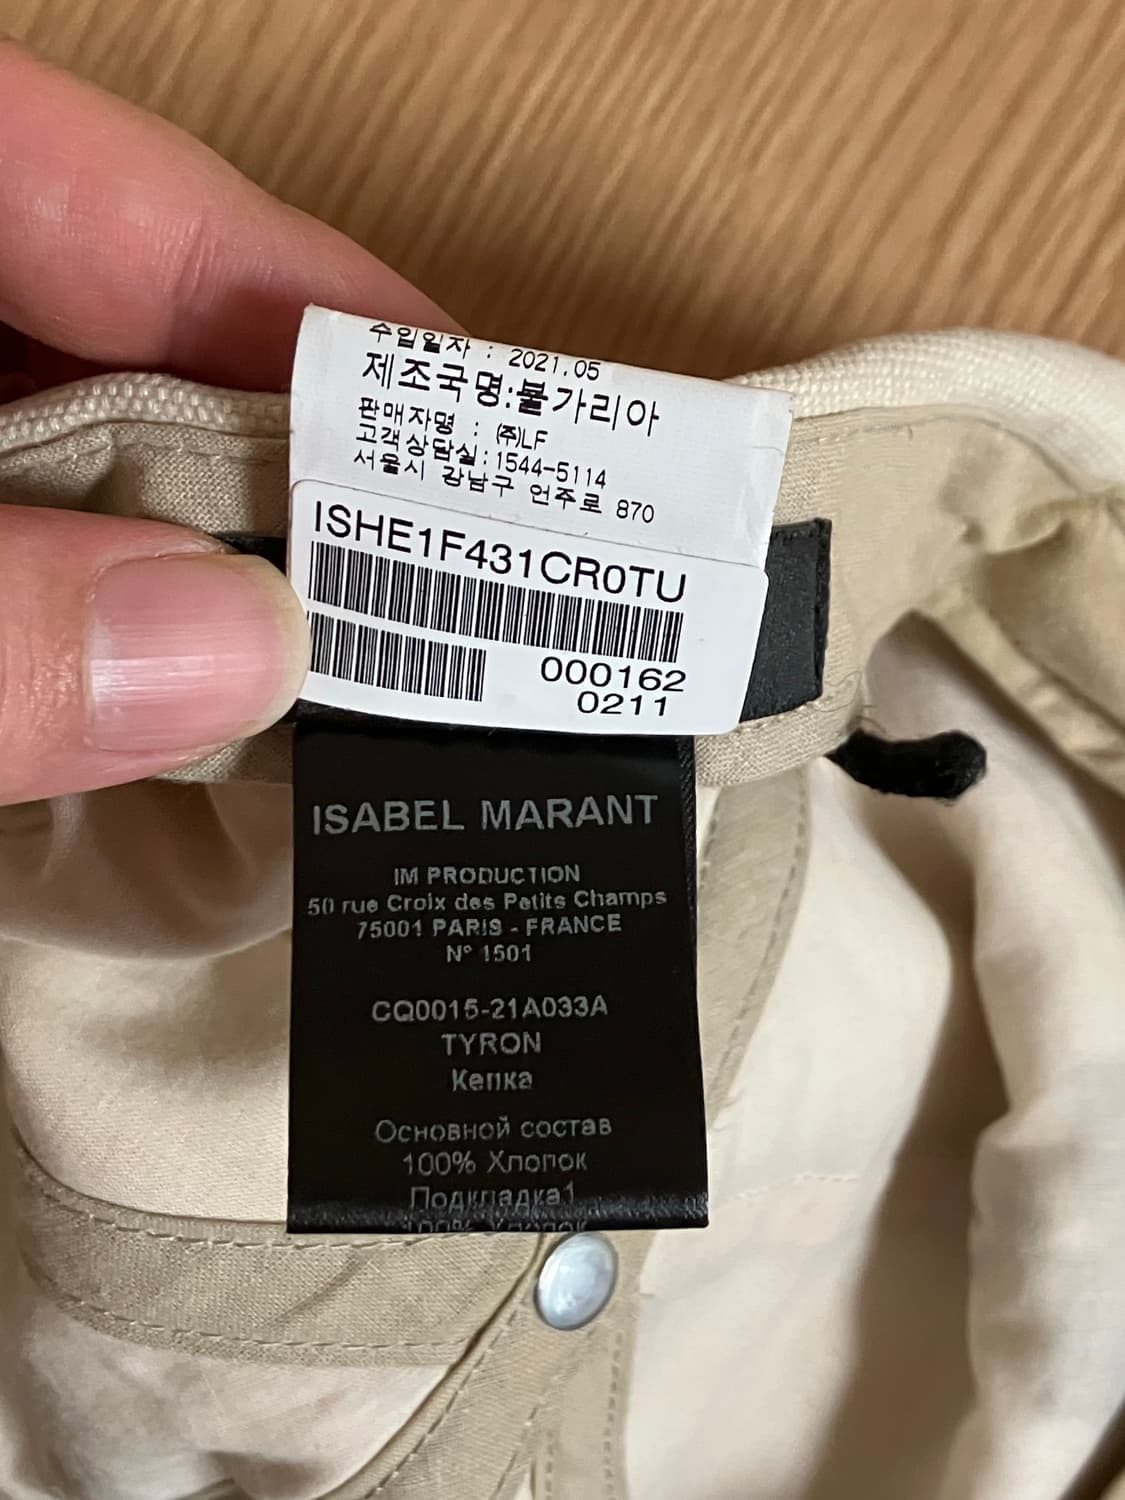 수입일자 : 2021.05
제조국명:불가리아
판매자명 : ㈜LF
고객상담실:1544-5114
서울시 강남구 언주로 870
ISHE1F431CR0TU
000162
0211
ISABEL MARANT
IM PRODUCTION
50 rue Croix des Petits Champs
75001 PARIS - FRANCE
N° 1501
CQ0015-21A033A
TYRON
Кепка
Основной состав
100% Хлопок
Подкладка1
100% Хлопок